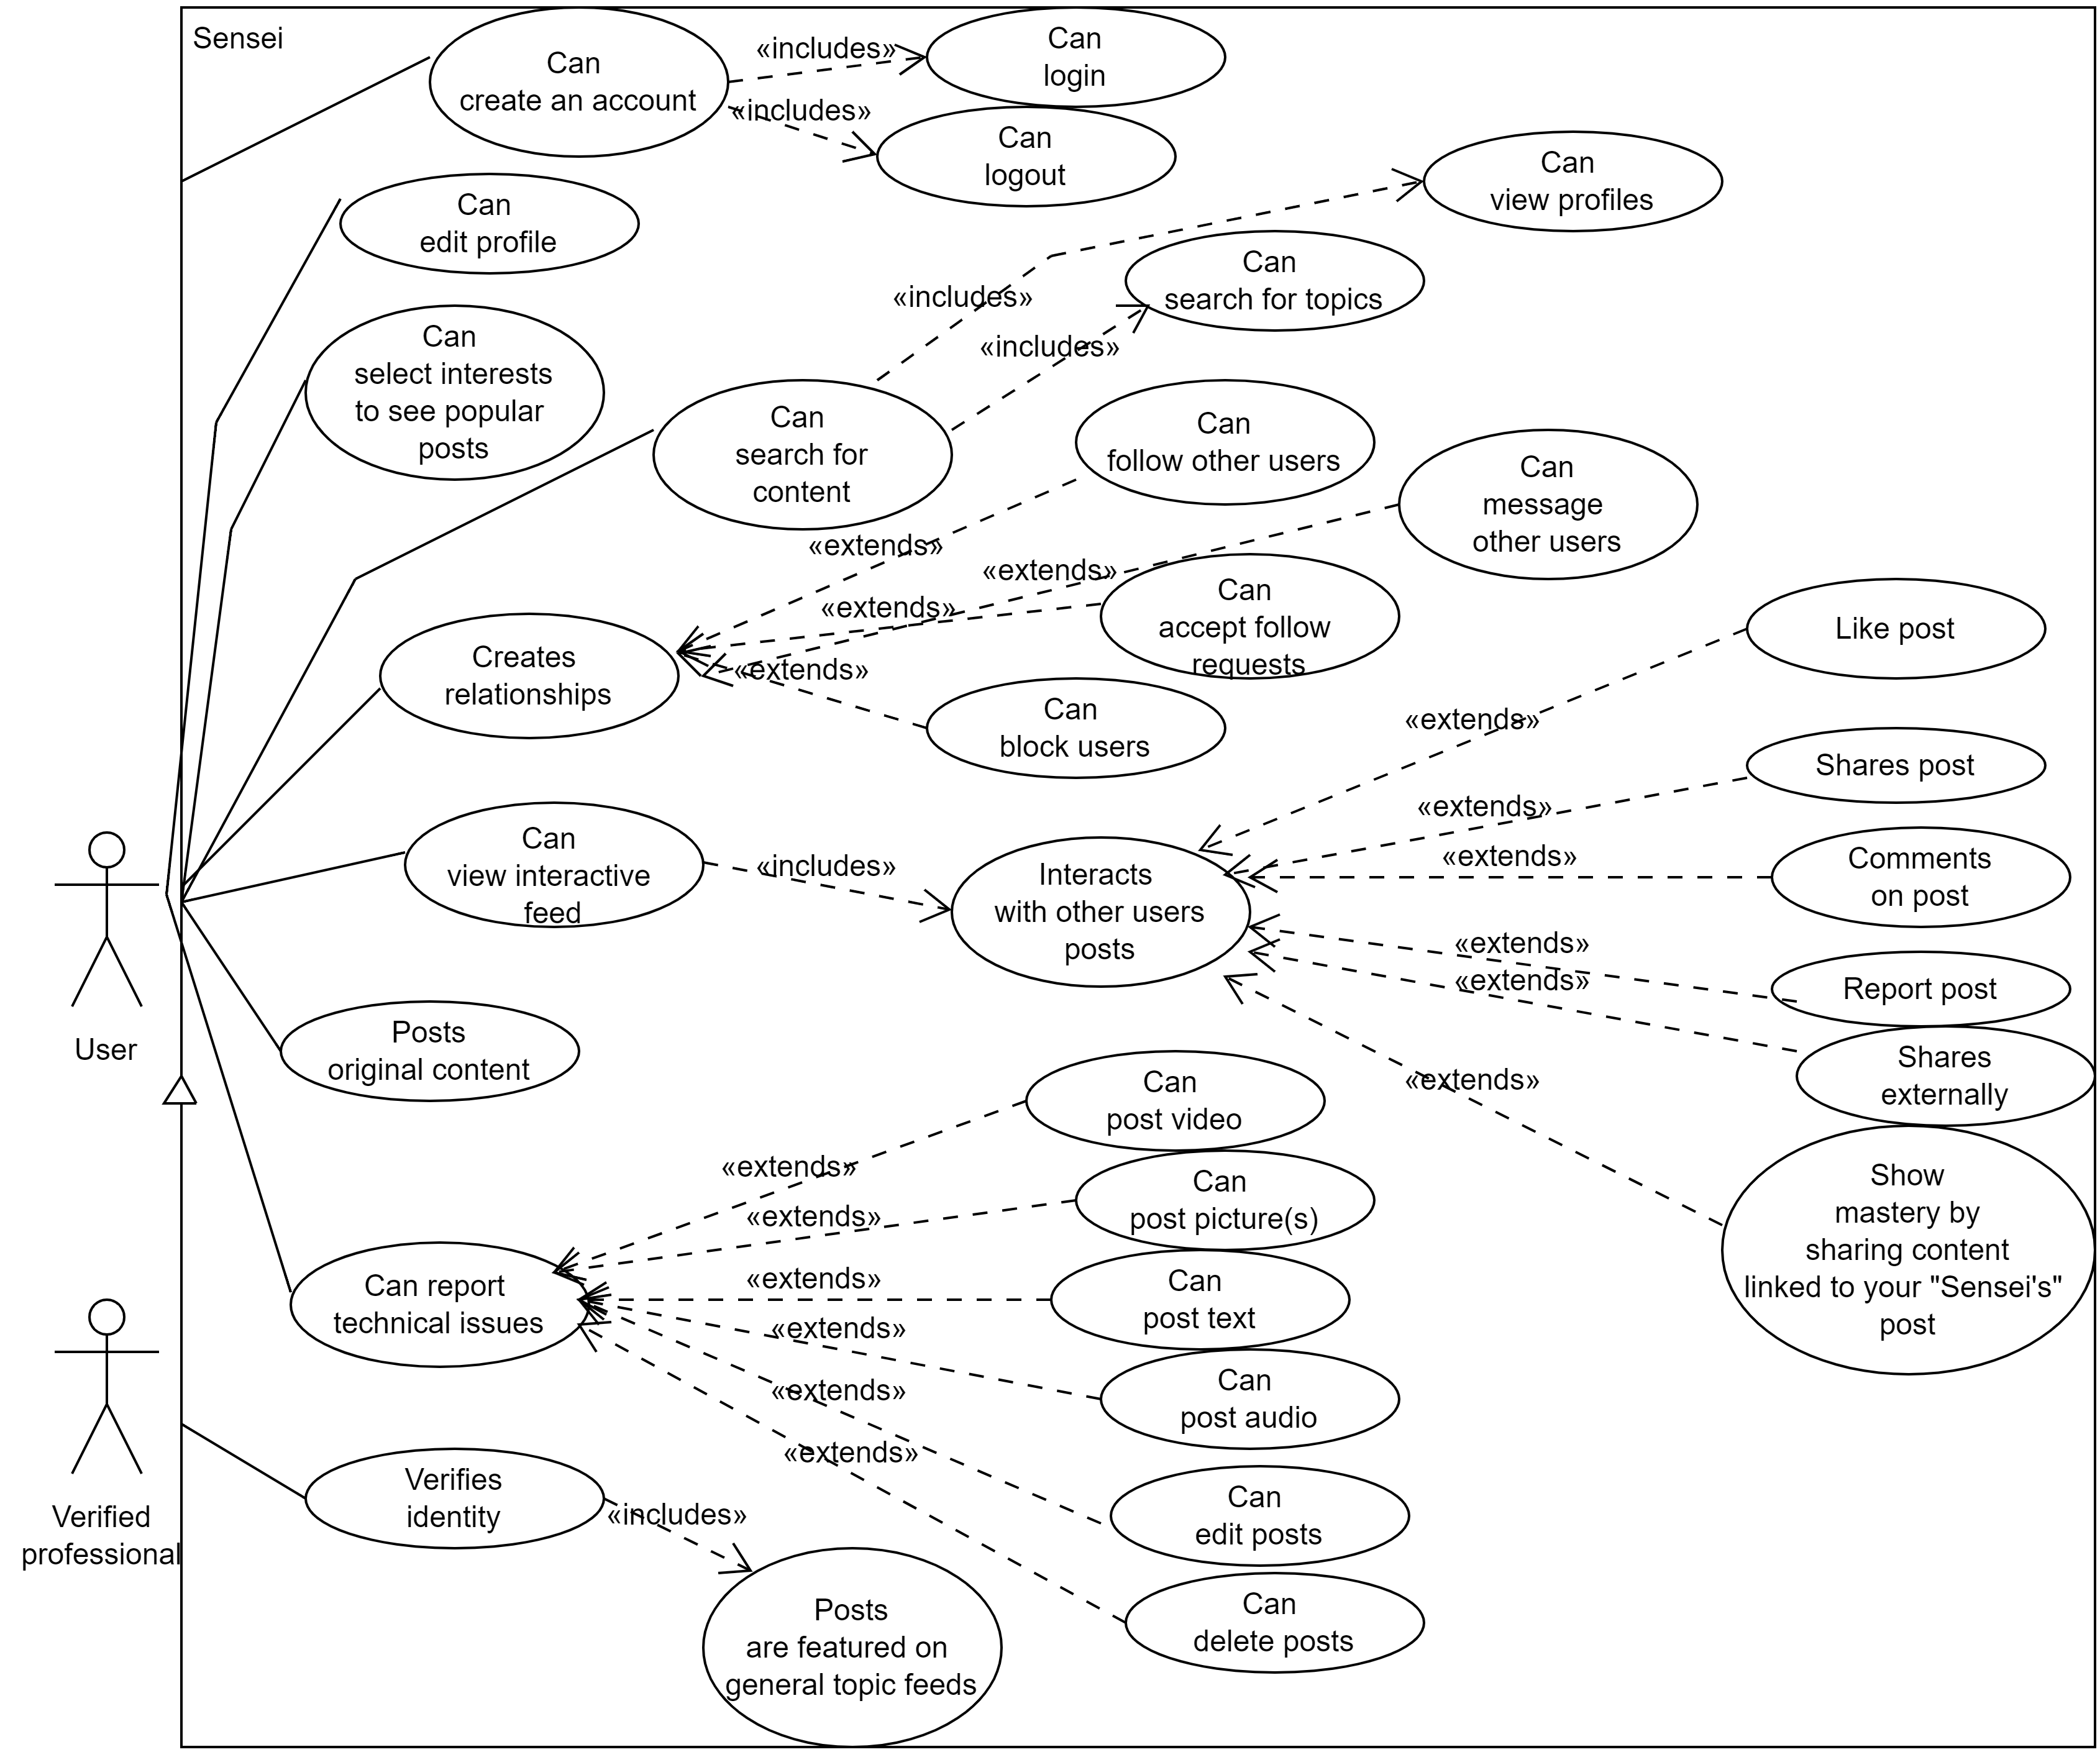 Sensei
Can
create an account
«includes»
Can
login
«includes»
Can
logout
Can
view profiles
Can
edit profile
«includes»
Can
search for topics
«includes»
Can
select interests
to see popular
posts
Can
search for
content
Can
follow other users
Can
message
other users
«extends»
«extends»
«extends»
Can
accept follow
requests
Like post
Creates
relationships
«extends»
Can
block users
«extends»
Shares post
«extends»
Can
view interactive
feed
«includes»
Interacts
with other users
posts
«extends»
Comments
on post
«extends»
Report post
«extends»
User
Posts
original content
Shares
externally
«extends»
Can
post video
«extends»
Can
post picture(s)
«extends»
Show
mastery by
sharing content
linked to your "Sensei's"
post
Can report
technical issues
«extends»
Can
post text
«extends»
Can
post audio
«extends»
«extends»
Verified
professional
Verifies
identity
«includes»
Can
edit posts
Posts
are featured on
general topic feeds
Can
delete posts